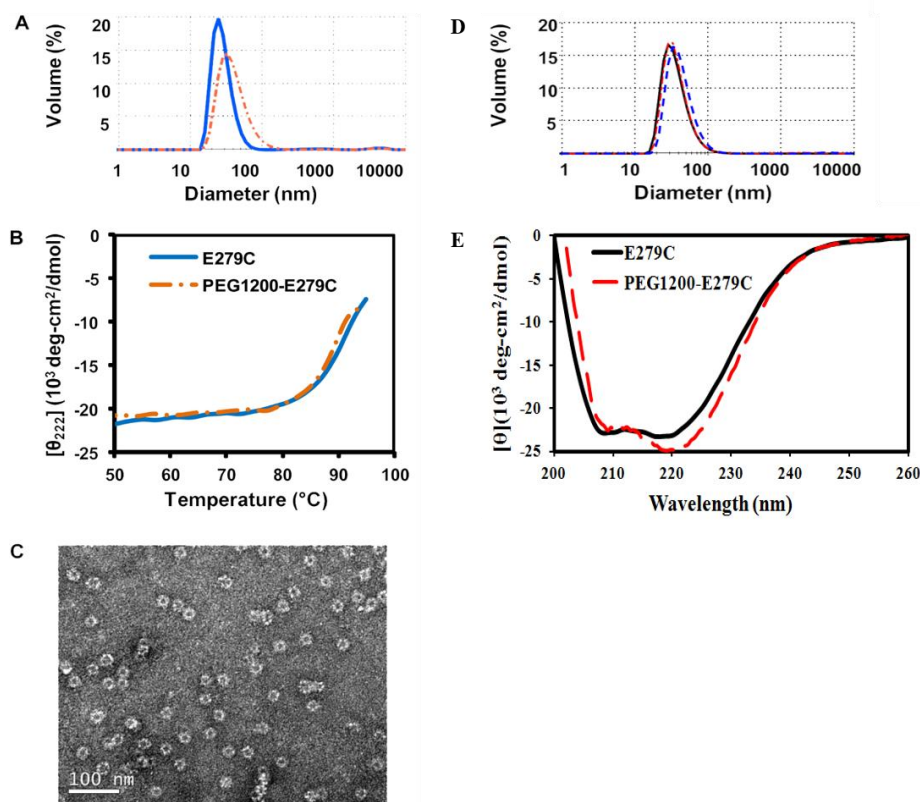 A
Volume (%)
20
15
10
5
1
10
100
1000
10000
Diameter (nm)
D
Volume (%)
20
15
10
5
1
10
100
1000
10000
Diameter (nm)
B
[θ222] (10³ deg-cm²/dmol)
0
-5
-10
-15
-20
-25
E279C
PEG1200-E279C
50
60
70
80
90
100
Temperature (°C)
E
[Θ](10³ deg-cm²/dmol)
0
-5
-10
-15
-20
-25
E279C
PEG1200-E279C
200
210
220
230
240
250
260
Wavelength (nm)
C
100 nm